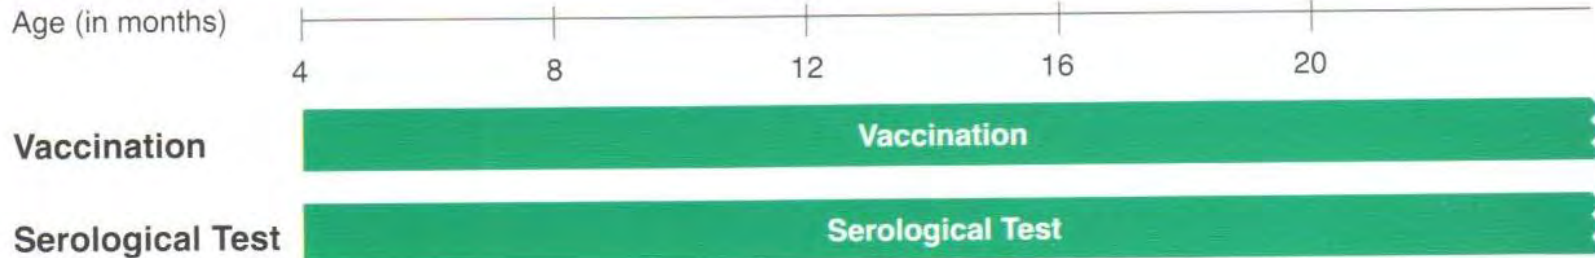 Age (in months)
4 8 12 16 20
Vaccination Vaccination
Serological Test Serological Test